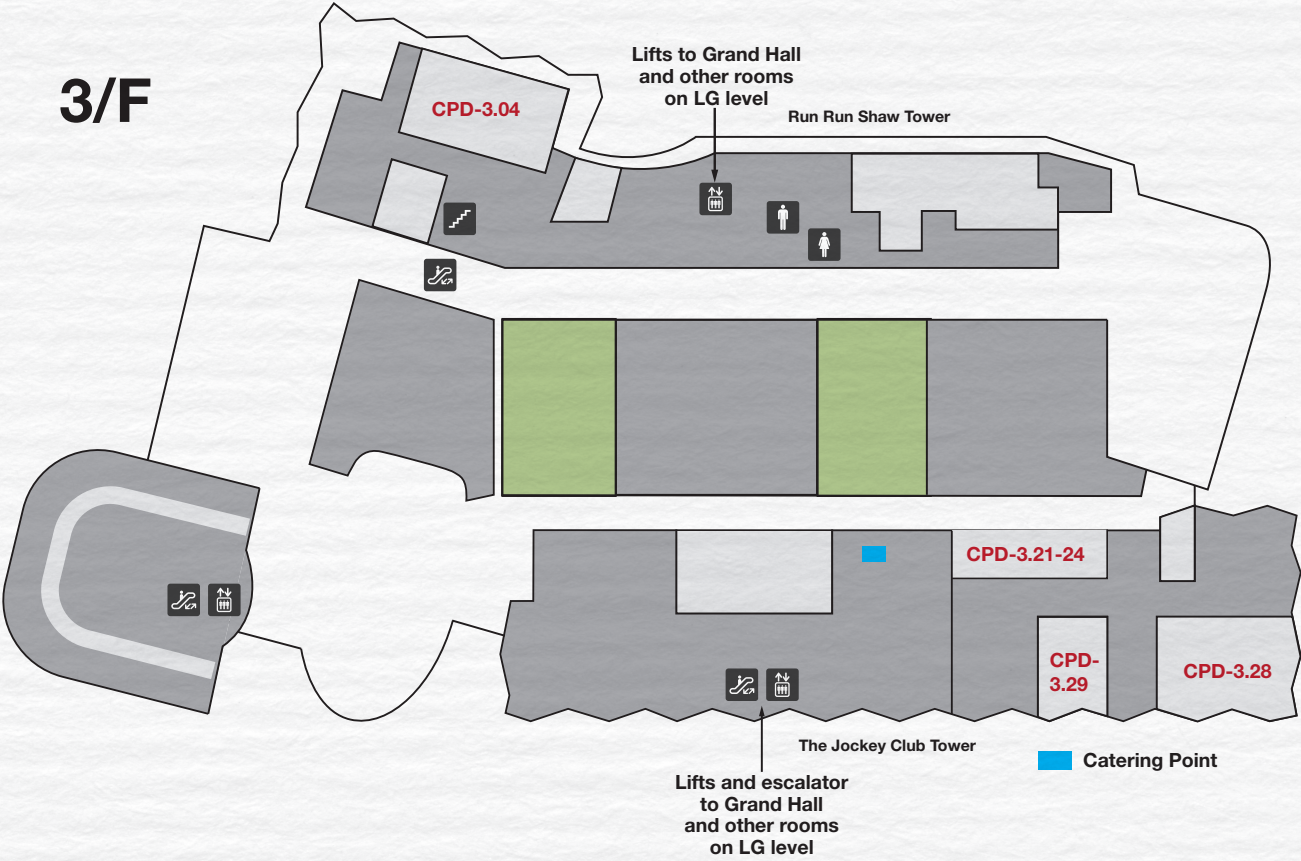 3/F
Lifts to Grand Hall
and other rooms
on LG level
Run Run Shaw Tower
CPD-3.04
CPD-3.21-24
CPD-
3.29
CPD-3.28
The Jockey Club Tower
Catering Point
Lifts and escalator
to Grand Hall
and other rooms
on LG level